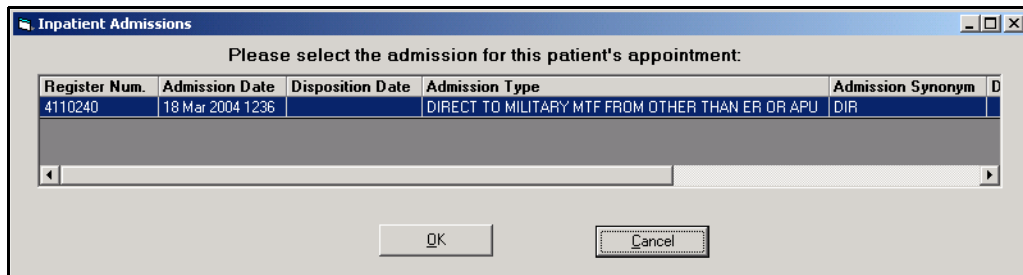 Inpatient Admissions
Please select the admission for this patient's appointment:
Register Num. Admission Date Disposition Date Admission Type Admission Synonym D
4110240 18 Mar 2004 1236 DIRECT TO MILITARY MTF FROM OTHER THAN ER OR APU DIR
OK Cancel